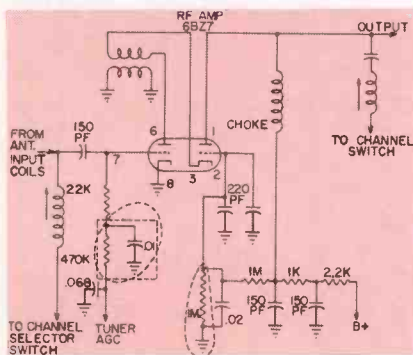 RF AMP
6BZ7
OUTPUT
CHOKE
TO CHANNEL
SWITCH
FROM
ANT.
INPUT
COILS
150
PF
6
1
7
8
3
2
22K
220
PF
.01
470K
.068
1M
1K
2.2K
1M
.02
150
PF
150
PF
B+
TO CHANNEL
SELECTOR
SWITCH
TUNER
AGC